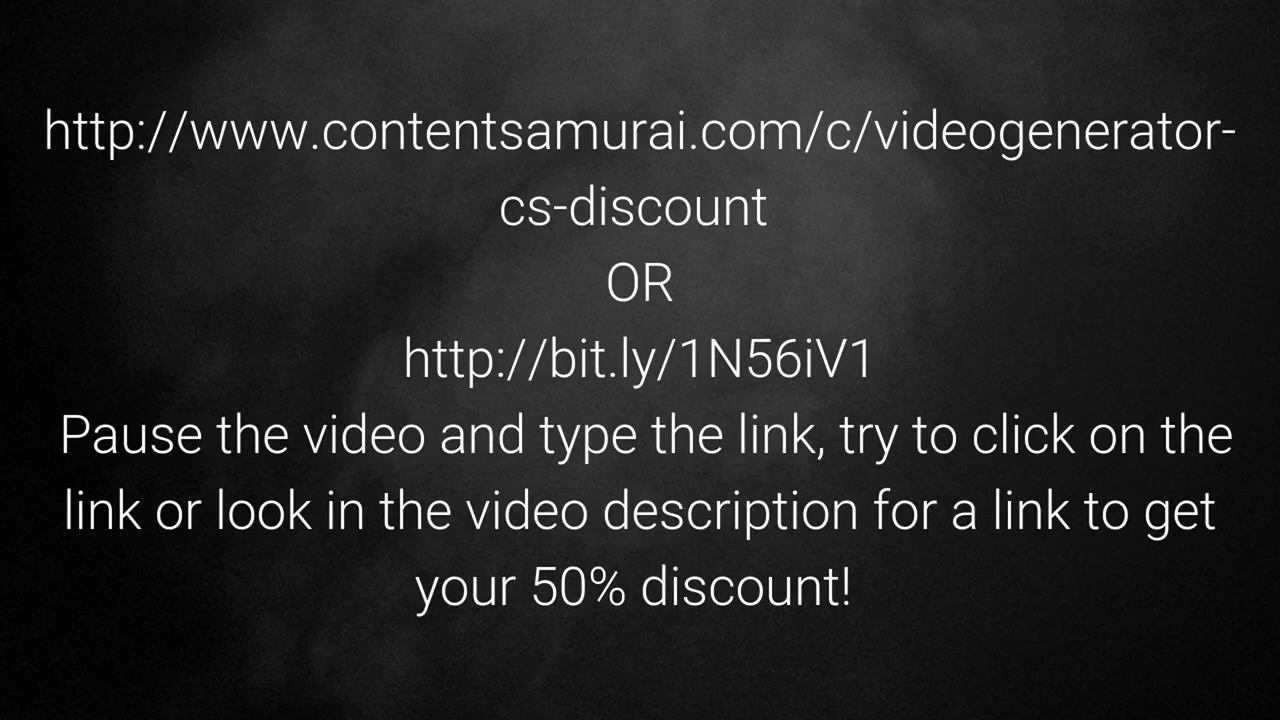 http://www.contentsamurai.com/c/videogenerator-
cs-discount
OR
http://bit.ly/1N56iV1
Pause the video and type the link, try to click on the
link or look in the video description for a link to get
your 50% discount!